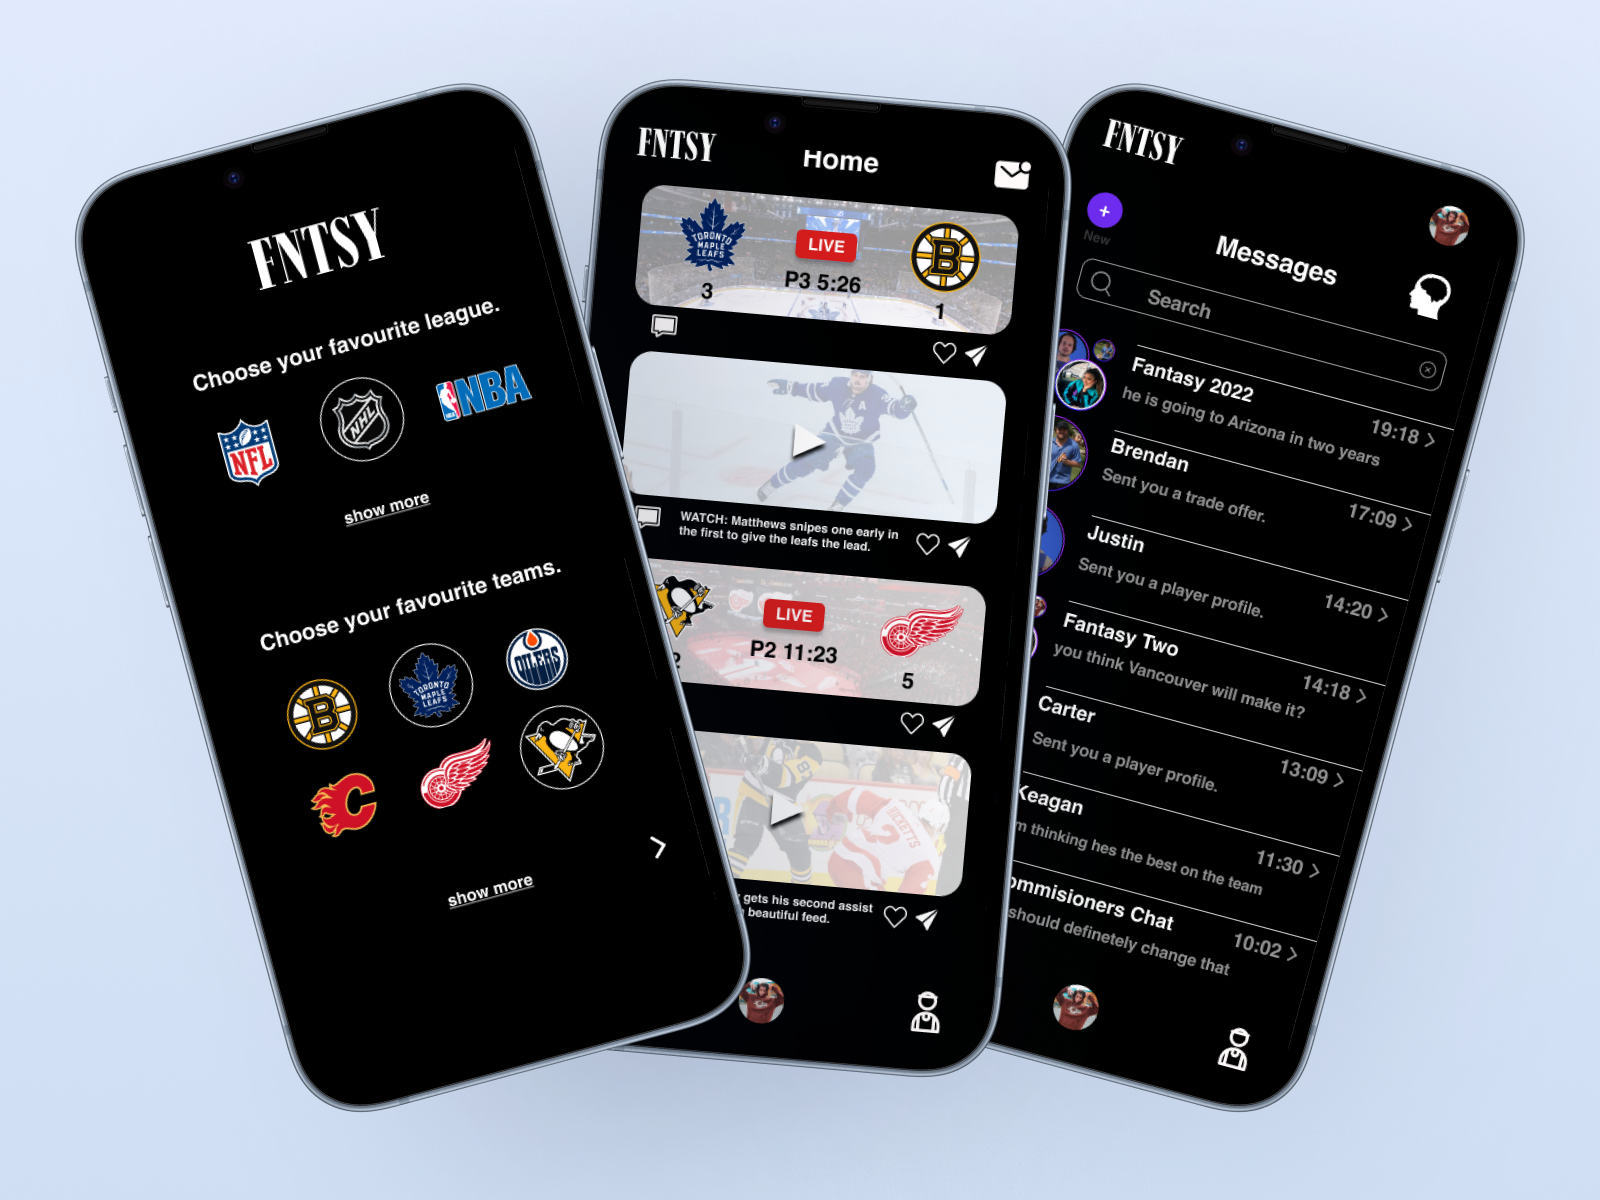 FNTSY
Choose your favourite league.
NFL
NHL
NBA
show more
Choose your favourite teams.
B
TORONTO
MAPLE
LEAFS
OILERS
C
show more
FNTSY
Home
TORONTO
MAPLE
LEAFS
LIVE
B
P3 5:26
3
1
A
WATCH: Matthews snipes one early in
the first to give the leafs the lead.
LIVE
P2 11:23
2
5
87
2
gets his second assist
beautiful feed.
FNTSY
+
New
Messages
Search
Fantasy 2022
he is going to Arizona in two years
19:18
Brendan
Sent you a trade offer.
17:09
Justin
Sent you a player profile.
14:20
Fantasy Two
you think Vancouver will make it?
14:18
Carter
Sent you a player profile.
13:09
Keagan
m thinking hes the best on the team
11:30
ommisioners Chat
should definetely change that
10:02